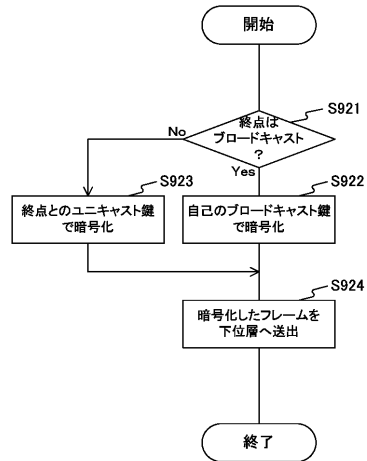 開始
S921
終点は
ブロードキャスト
?
No
Yes
S923
終点とのユニキャスト鍵
で暗号化
S922
自己のブロードキャスト鍵
で暗号化
S924
暗号化したフレームを
下位層へ送出
終了